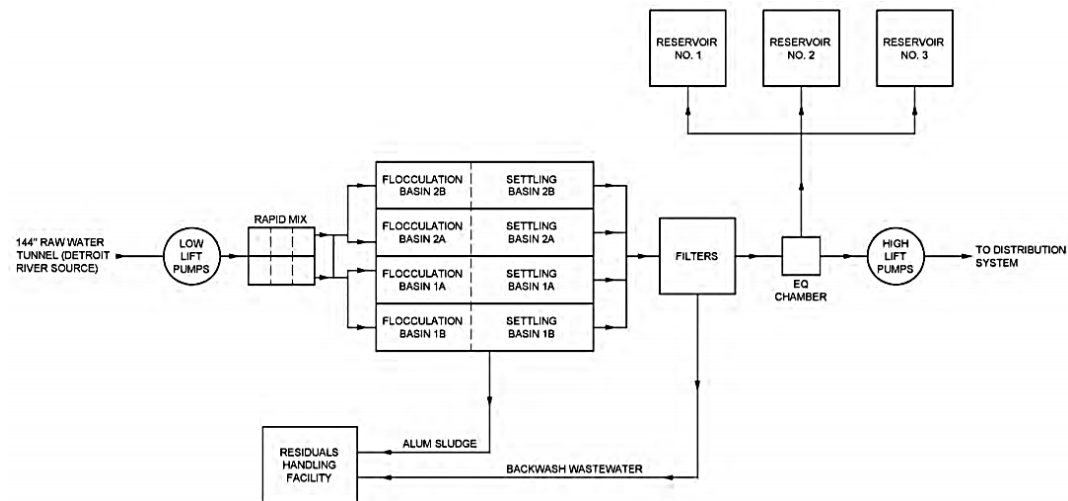 RESERVOIR
NO. 1
RESERVOIR
NO. 2
RESERVOIR
NO. 3
FLOCCULATION
BASIN 2B
SETTLING
BASIN 2B
RAPID MIX
FLOCCULATION
BASIN 2A
SETTLING
BASIN 2A
144" RAW WATER
TUNNEL (DETROIT
RIVER SOURCE)
LOW
LIFT
PUMPS
FILTERS
HIGH
LIFT
PUMPS
TO DISTRIBUTION
SYSTEM
EQ
CHAMBER
FLOCCULATION
BASIN 1A
SETTLING
BASIN 1A
FLOCCULATION
BASIN 1B
SETTLING
BASIN 1B
ALUM SLUDGE
RESIDUALS
HANDLING
FACILITY
BACKWASH WASTEWATER